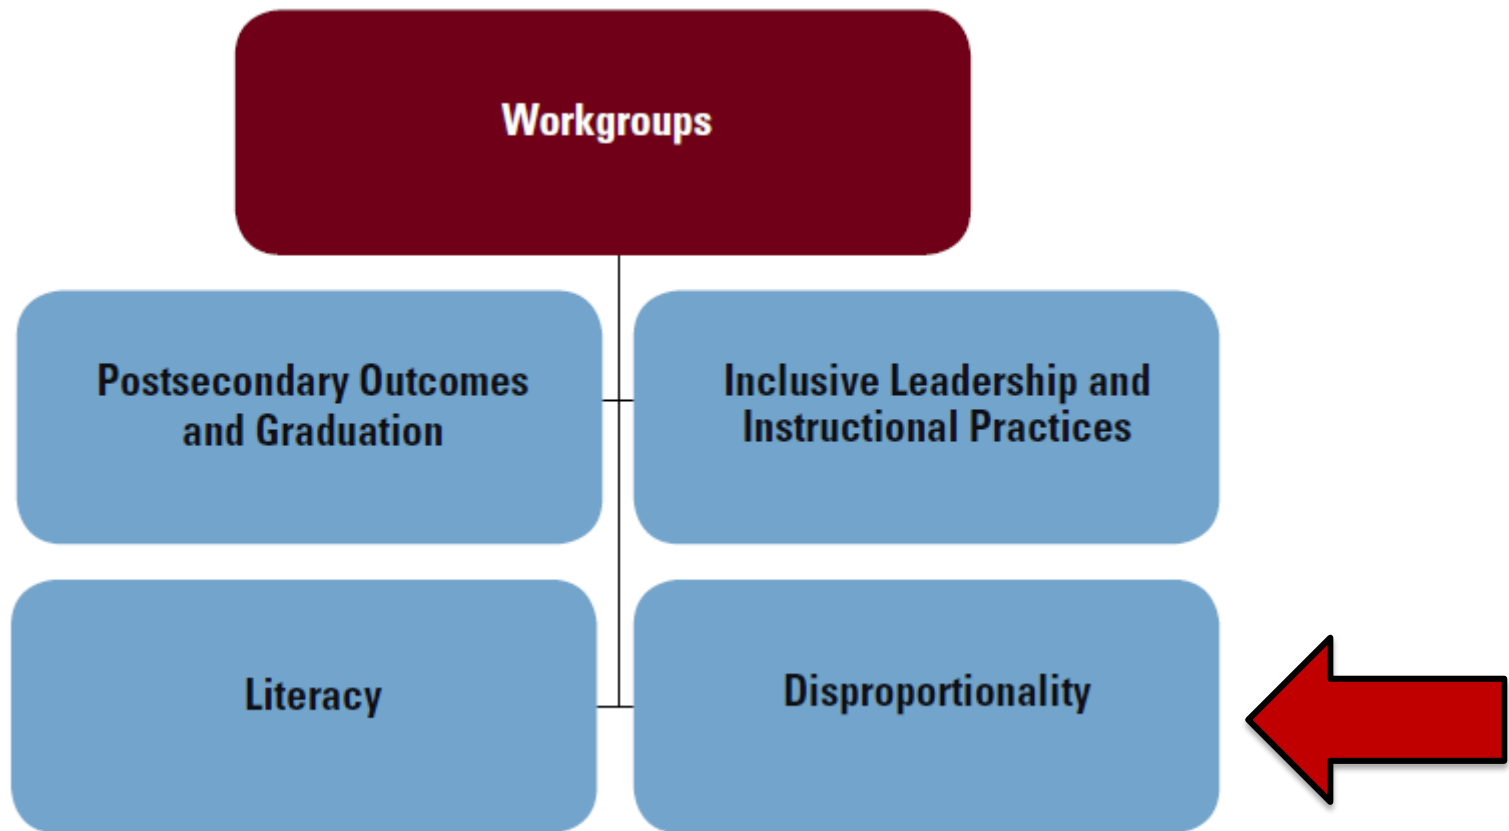 Workgroups
Postsecondary Outcomes
and Graduation
Inclusive Leadership and
Instructional Practices
Literacy
Disproportionality